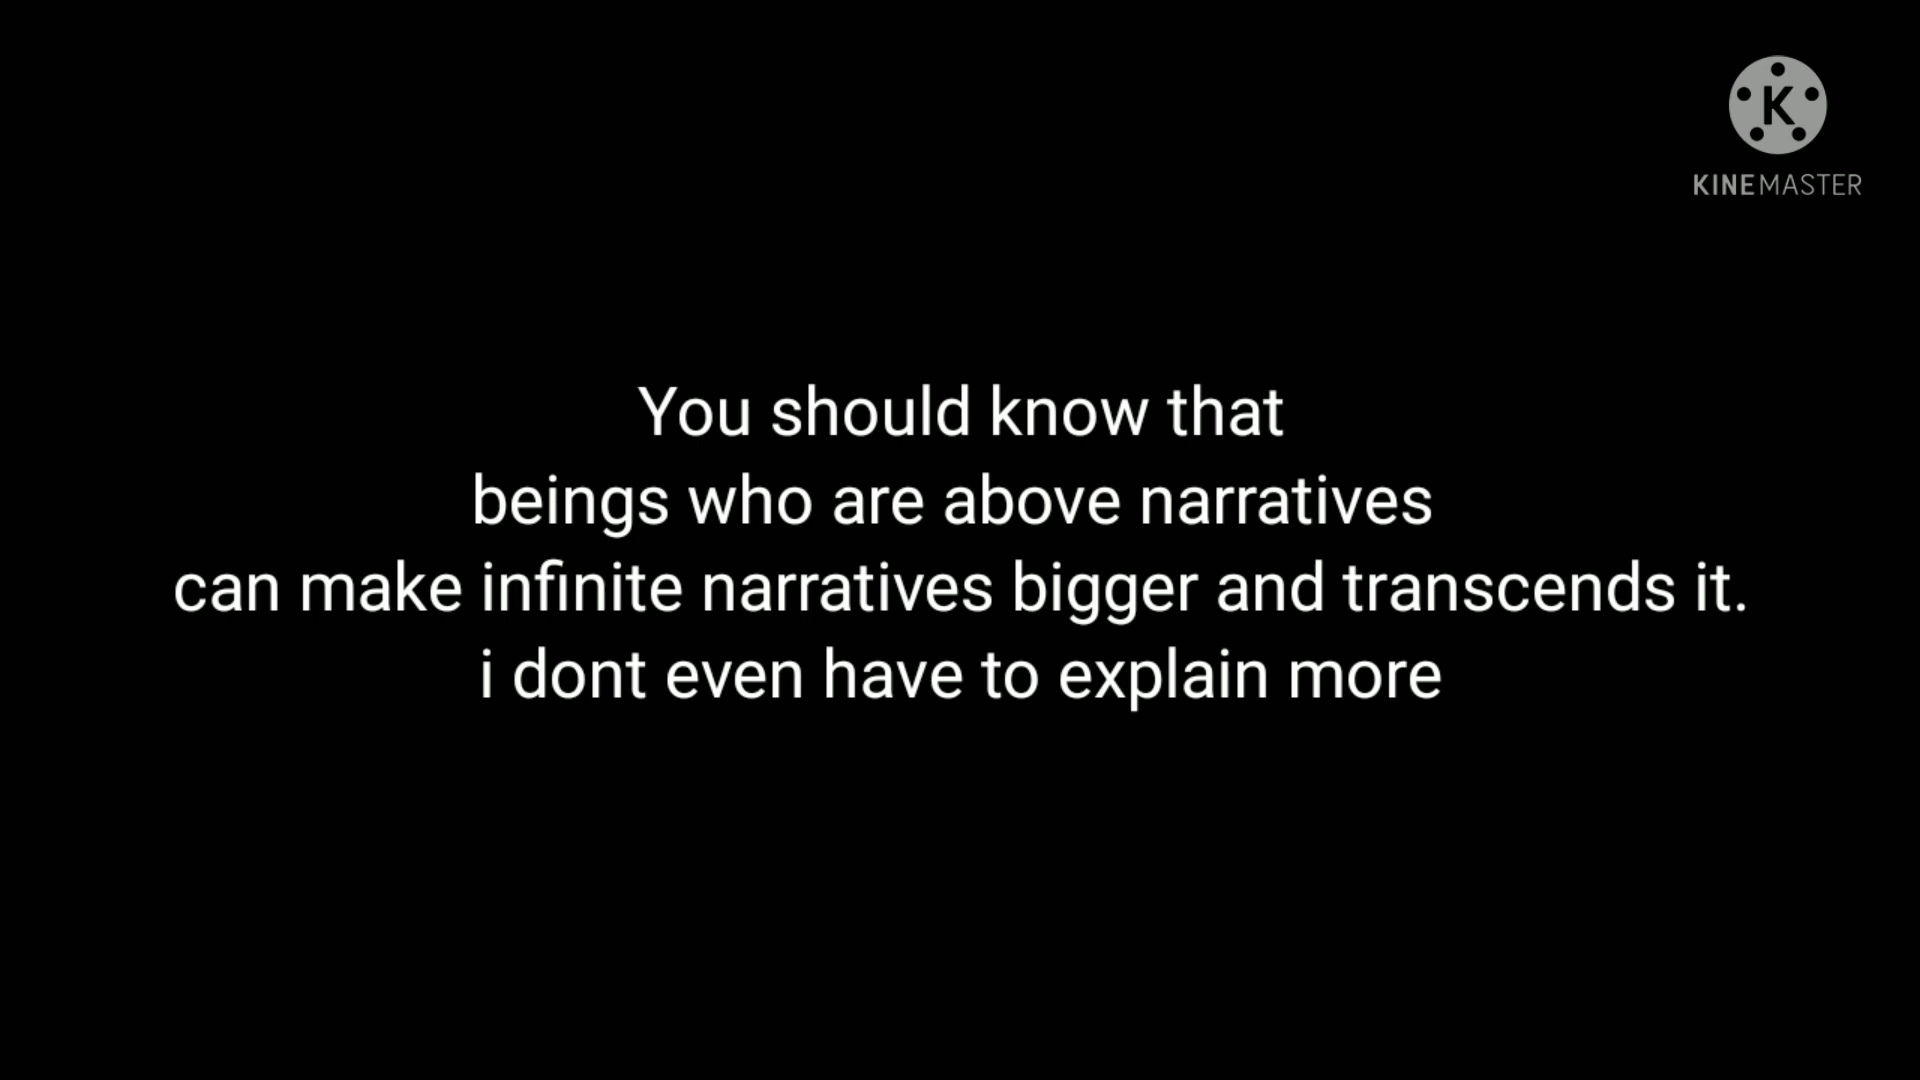 K
KINEMASTER
You should know that
beings who are above narratives
can make infinite narratives bigger and transcends it.
i dont even have to explain more